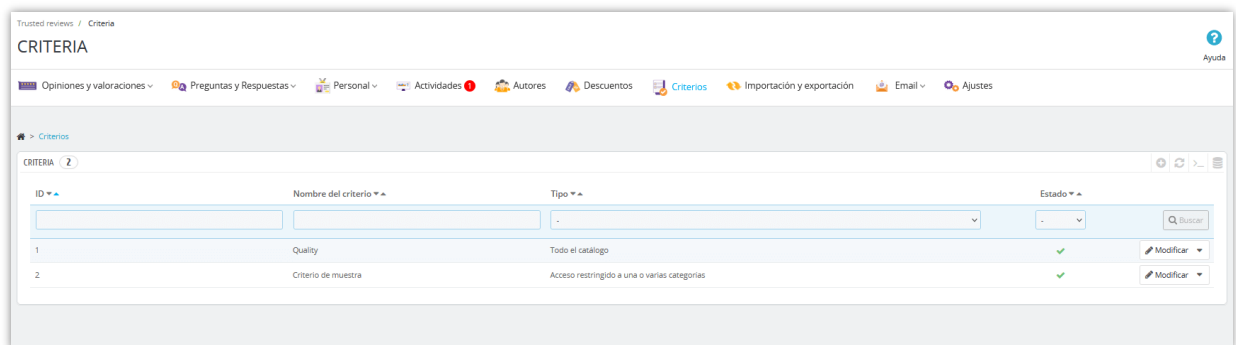 Trusted reviews / Criteria
CRITERIA
Ayuda
Opiniones y valoraciones Preguntas y Respuestas Personal Actividades 1 Autores Descuentos Criterios Importación y exportación Email Ajustes
> Criterios
CRITERIA 2
ID Nombre del criterio Tipo Estado
- - Buscar
1 Quality Todo el catálogo Modificar
2 Criterio de muestra Acceso restringido a una o varias categorias Modificar